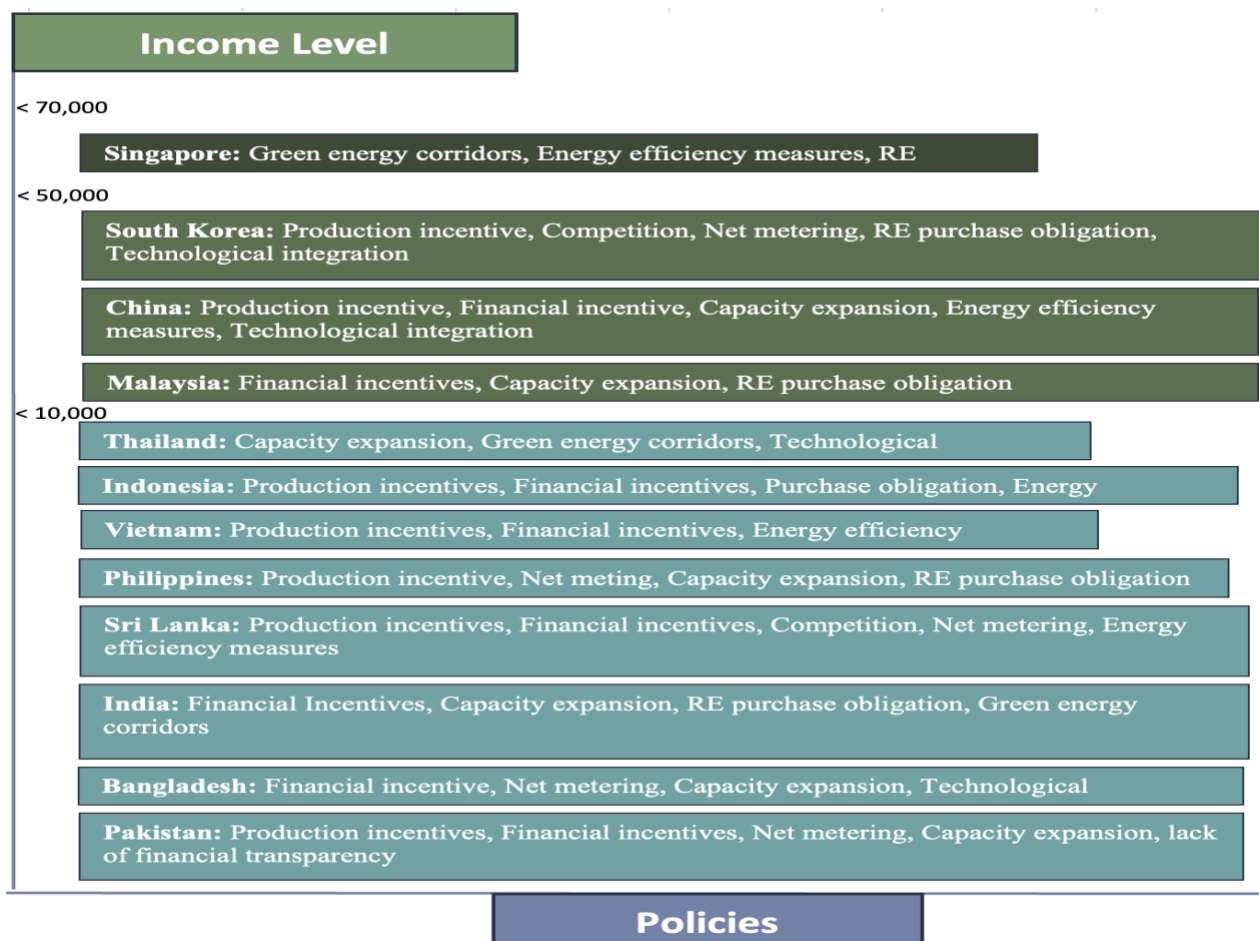 Income Level
< 70,000
Singapore: Green energy corridors, Energy efficiency measures, RE
< 50,000
South Korea: Production incentive, Competition, Net metering, RE purchase obligation,
Technological integration
China: Production incentive, Financial incentive, Capacity expansion, Energy efficiency
measures, Technological integration
Malaysia: Financial incentives, Capacity expansion, RE purchase obligation
< 10,000
Thailand: Capacity expansion, Green energy corridors, Technological
Indonesia: Production incentives, Financial incentives, Purchase obligation, Energy
Vietnam: Production incentives, Financial incentives, Energy efficiency
Philippines: Production incentive, Net meting, Capacity expansion, RE purchase obligation
Sri Lanka: Production incentives, Financial incentives, Competition, Net metering, Energy
efficiency measures
India: Financial Incentives, Capacity expansion, RE purchase obligation, Green energy
corridors
Bangladesh: Financial incentive, Net metering, Capacity expansion, Technological
Pakistan: Production incentives, Financial incentives, Net metering, Capacity expansion, lack
of financial transparency
Policies